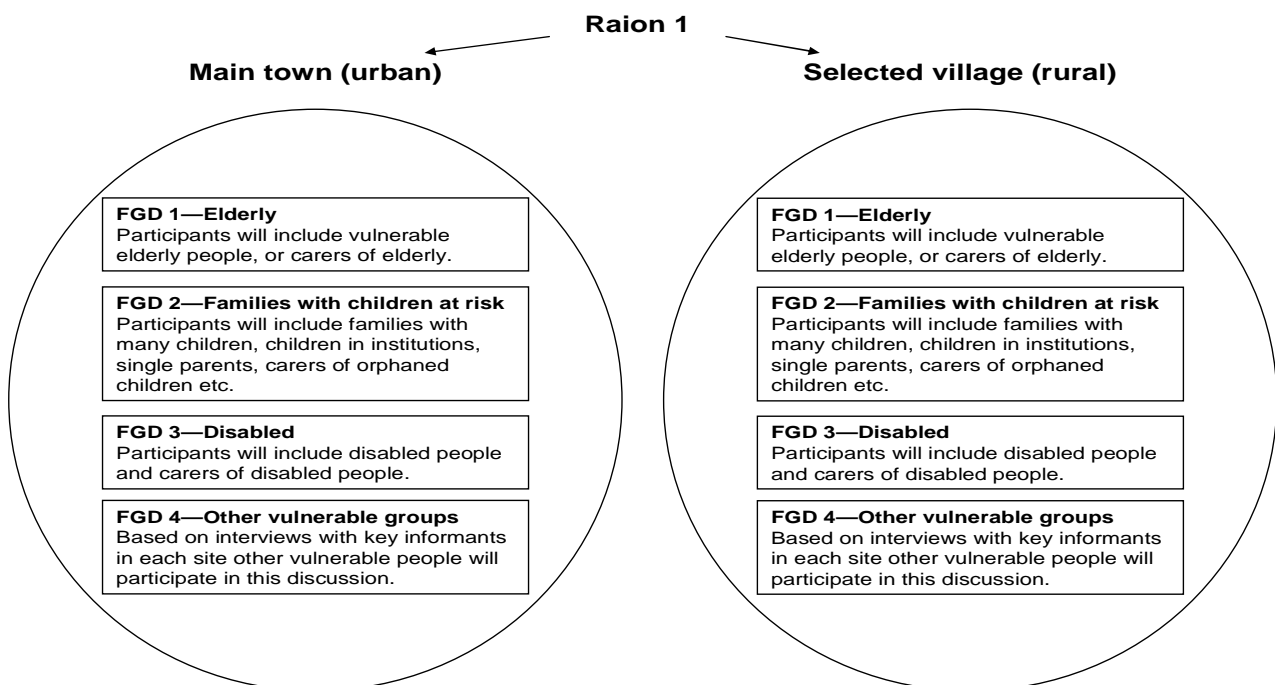 Raion 1
Main town (urban)
Selected village (rural)
FGD 1—Elderly
Participants will include vulnerable
elderly people, or carers of elderly.
FGD 2—Families with children at risk
Participants will include families with
many children, children in institutions,
single parents, carers of orphaned
children etc.
FGD 3—Disabled
Participants will include disabled people
and carers of disabled people.
FGD 4—Other vulnerable groups
Based on interviews with key informants
in each site other vulnerable people will
participate in this discussion.
FGD 1—Elderly
Participants will include vulnerable
elderly people, or carers of elderly.
FGD 2—Families with children at risk
Participants will include families with
many children, children in institutions,
single parents, carers of orphaned
children etc.
FGD 3—Disabled
Participants will include disabled people
and carers of disabled people.
FGD 4—Other vulnerable groups
Based on interviews with key informants
in each site other vulnerable people will
participate in this discussion.